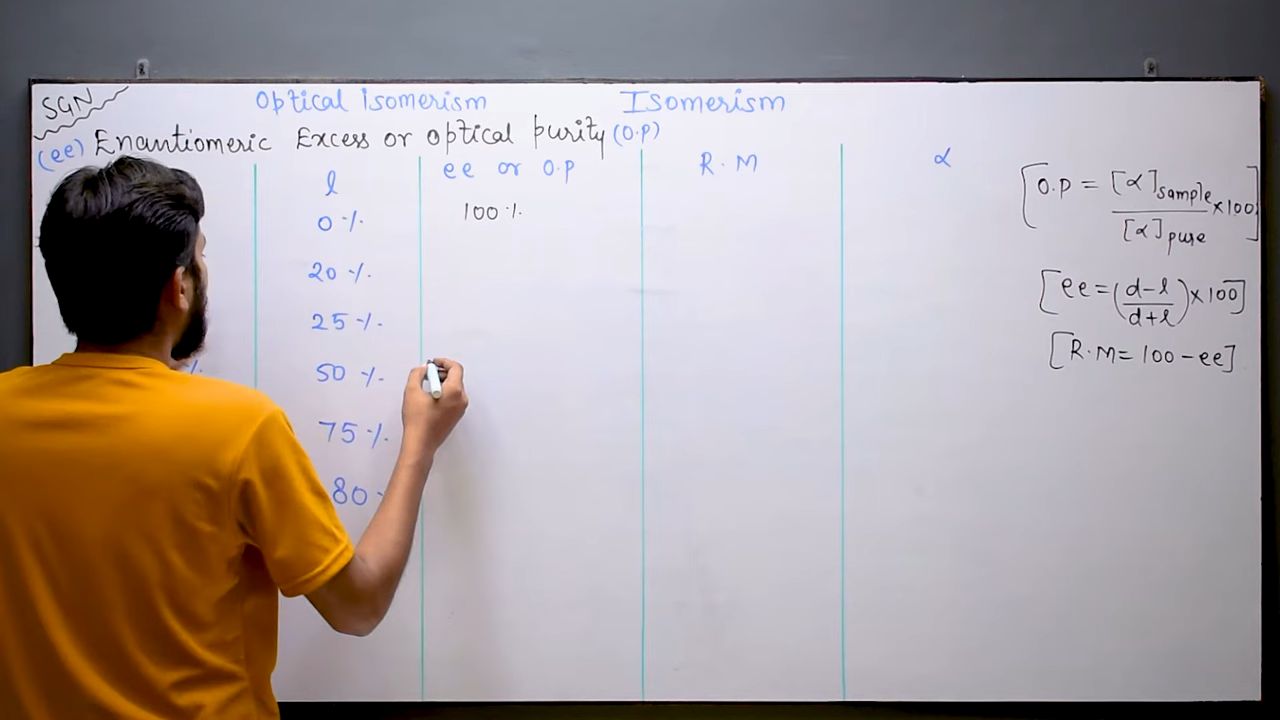 SGN
Optical Isomerism Isomerism
(ee) Enantiomeric Excess or optical purity (O.P)
l ee or O.P R.M α
0 % 100 %
20 %
25 %
50 %
75 %
80
[O.P = [α]sample / [α]pure × 100]
[ee = (d-l / d+l) × 100]
[R.M = 100 - ee]